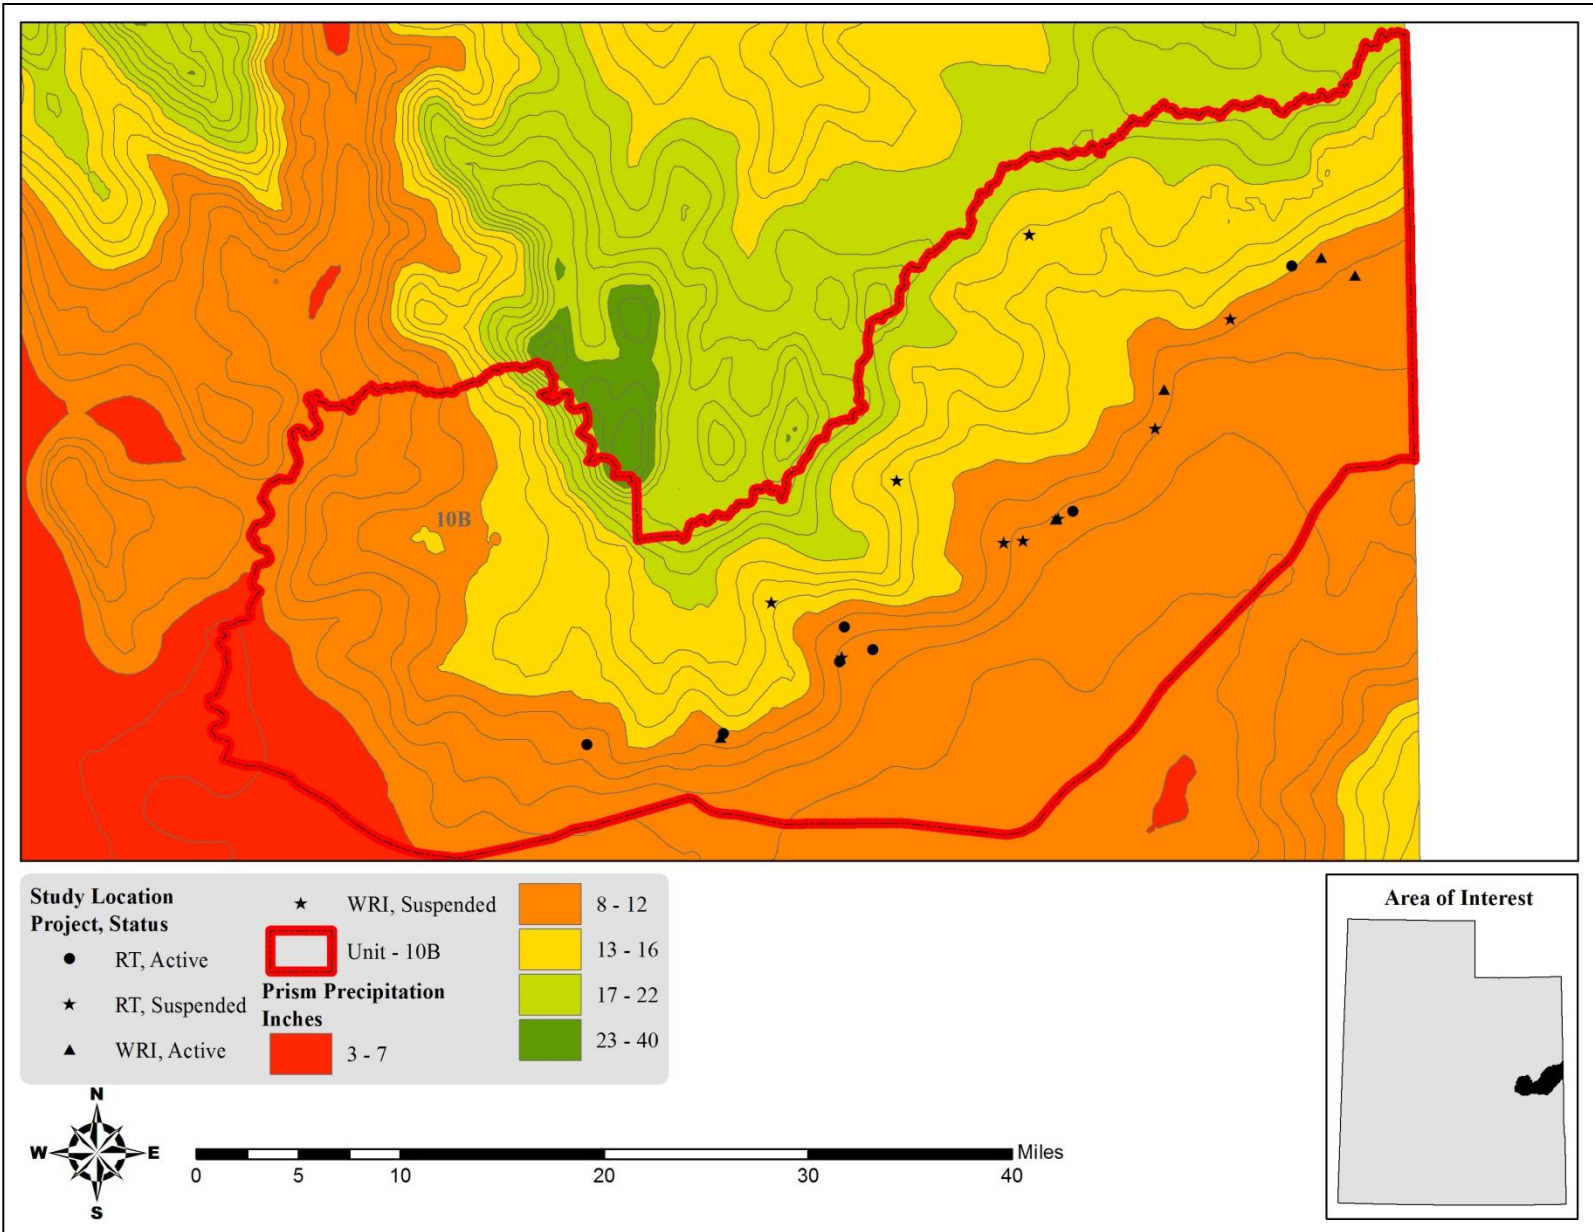 10B
Study Location
Project, Status
RT, Active
RT, Suspended
WRI, Active
WRI, Suspended
Unit - 10B
Prism Precipitation
Inches
3 - 7
8 - 12
13 - 16
17 - 22
23 - 40
Area of Interest
N
W E
S
0 5 10 20 30 40 Miles